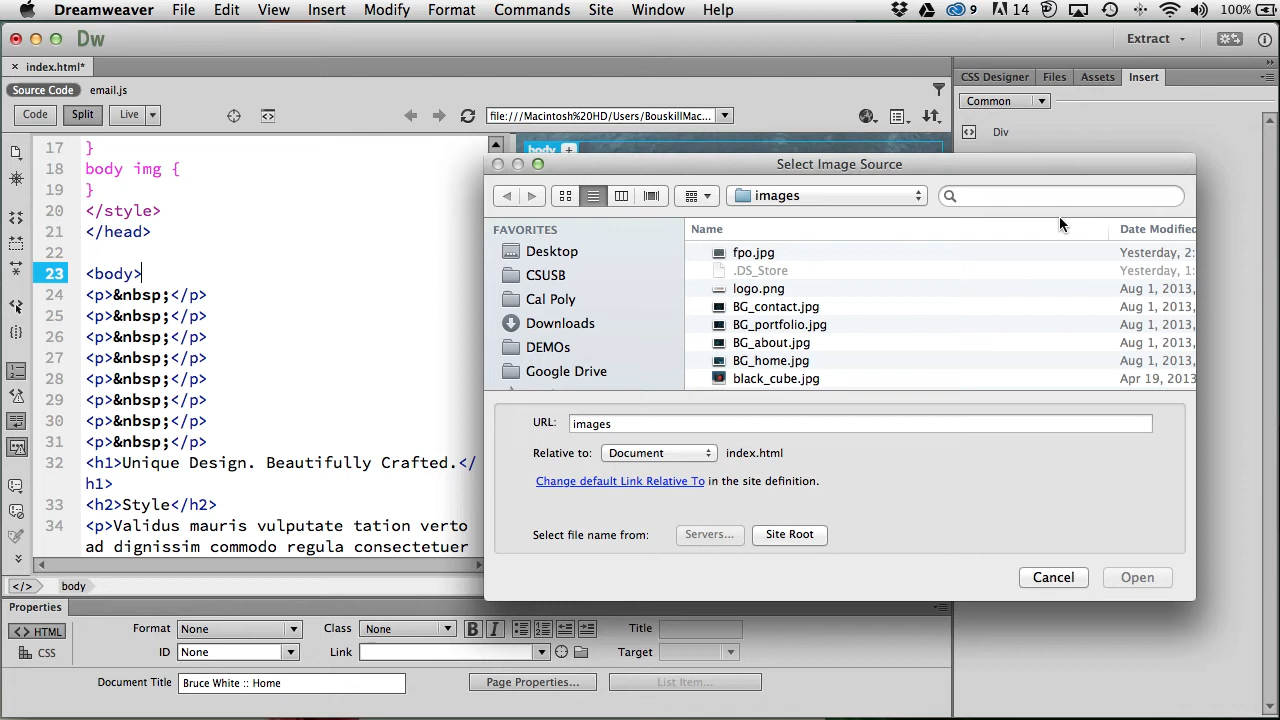 Dreamweaver File Edit View Insert Modify Format Commands Site Window Help 9 14 100%
Dw
Extract
× index.html*
CSS Designer Files Assets Insert
Source Code email.js
Code Split Live
file:///Macintosh%20HD/Users/BouskillMac...
Common
Div
17 }
18 body img {
19 }
20 </style>
21 </head>
22
23 <body>
24 <p>&nbsp;</p>
25 <p>&nbsp;</p>
26 <p>&nbsp;</p>
27 <p>&nbsp;</p>
28 <p>&nbsp;</p>
29 <p>&nbsp;</p>
30 <p>&nbsp;</p>
31 <p>&nbsp;</p>
32 <h1>Unique Design. Beautifully Crafted.</
h1>
33 <h2>Style</h2>
34 <p>Validus mauris vulputate tation verto
ad dignissim commodo regula consectetuer
body +
Select Image Source
images
FAVORITES
Desktop
CSUSB
Cal Poly
Downloads
DEMOs
Google Drive
Name Date Modified
fpo.jpg Yesterday, 2:
.DS_Store Yesterday, 1:
logo.png Aug 1, 2013,
BG_contact.jpg Aug 1, 2013,
BG_portfolio.jpg Aug 1, 2013,
BG_about.jpg Aug 1, 2013,
BG_home.jpg Aug 1, 2013,
black_cube.jpg Apr 19, 2013
URL: images
Relative to: Document index.html
Change default Link Relative To in the site definition.
Select file name from: Servers... Site Root
Cancel Open
</> body
Properties
<> HTML Format None Class None B I Title
CSS ID None Link Target
Document Title Bruce White :: Home Page Properties... List Item...